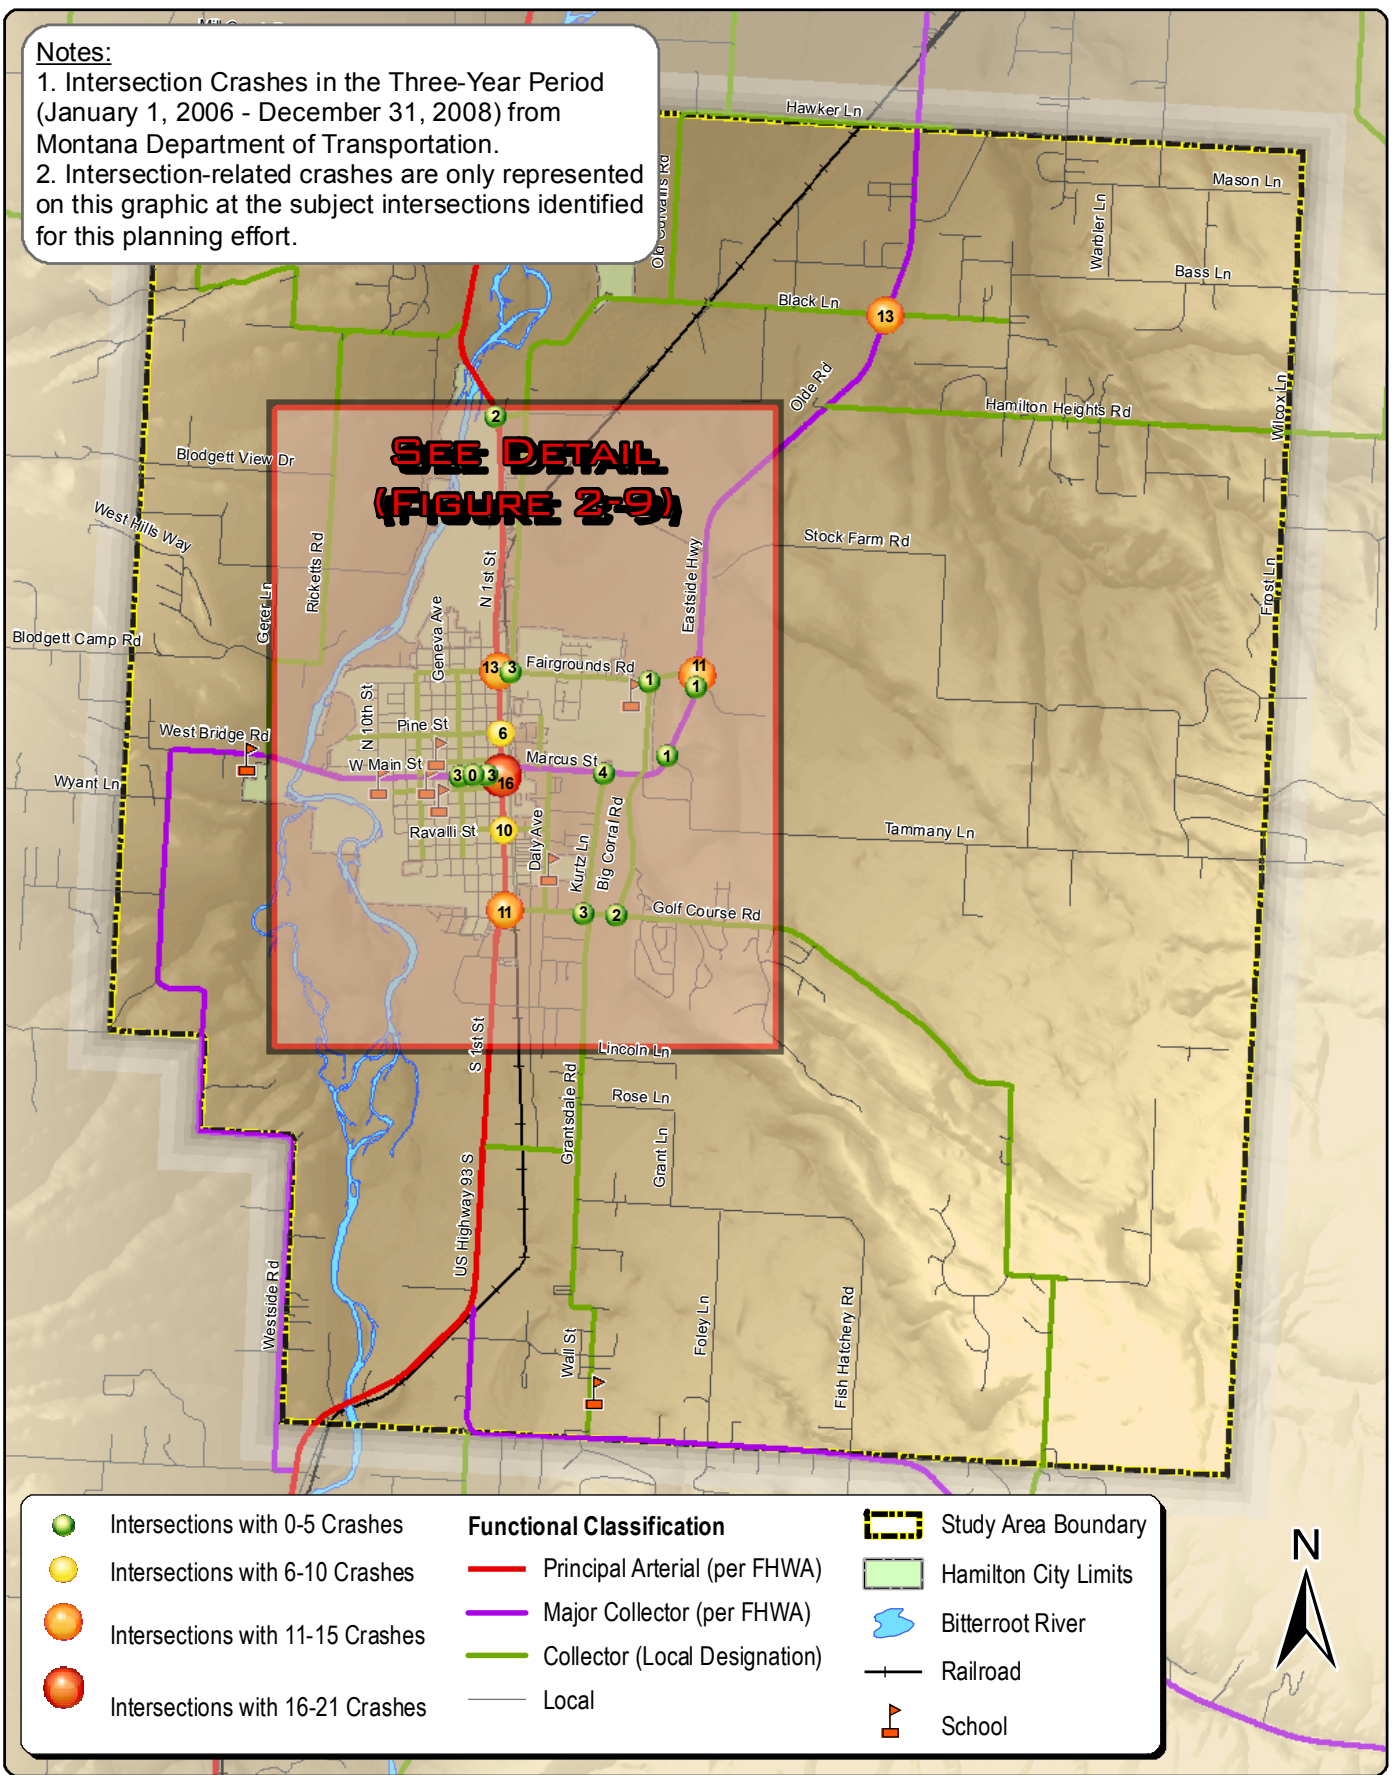 Notes:
1. Intersection Crashes in the Three-Year Period
(January 1, 2006 - December 31, 2008) from
Montana Department of Transportation.
2. Intersection-related crashes are only represented
on this graphic at the subject intersections identified
for this planning effort.
Hawker Ln
Mason Ln
Old Corvallis Rd
Warbler Ln
Bass Ln
Black Ln
13
Olde Rd
Wilcox Ln
Hamilton Heights Rd
2
SEE DETAIL
(FIGURE 2-9)
Blodgett View Dr
West Hills Way
Stock Farm Rd
Ricketts Rd
N 1st St
Eastside Hwy
Frost Ln
Gerer Ln
Geneva Ave
Blodgett Camp Rd
13
3
Fairgrounds Rd
1
11
1
N 10th St
Pine St
6
West Bridge Rd
W Main St
3
0
3
16
Marcus St
4
1
Wyant Ln
Ravalli St
10
Daly Ave
Kurtz Ln
Big Corral Rd
Tammany Ln
11
3
2
Golf Course Rd
S 1st St
Lincoln Ln
Rose Ln
Grantsdale Rd
Grant Ln
US Highway 93 S
Westside Rd
Wall St
Foley Ln
Fish Hatchery Rd
Intersections with 0-5 Crashes
Intersections with 6-10 Crashes
Intersections with 11-15 Crashes
Intersections with 16-21 Crashes
Functional Classification
Principal Arterial (per FHWA)
Major Collector (per FHWA)
Collector (Local Designation)
Local
Study Area Boundary
Hamilton City Limits
Bitterroot River
Railroad
School
N